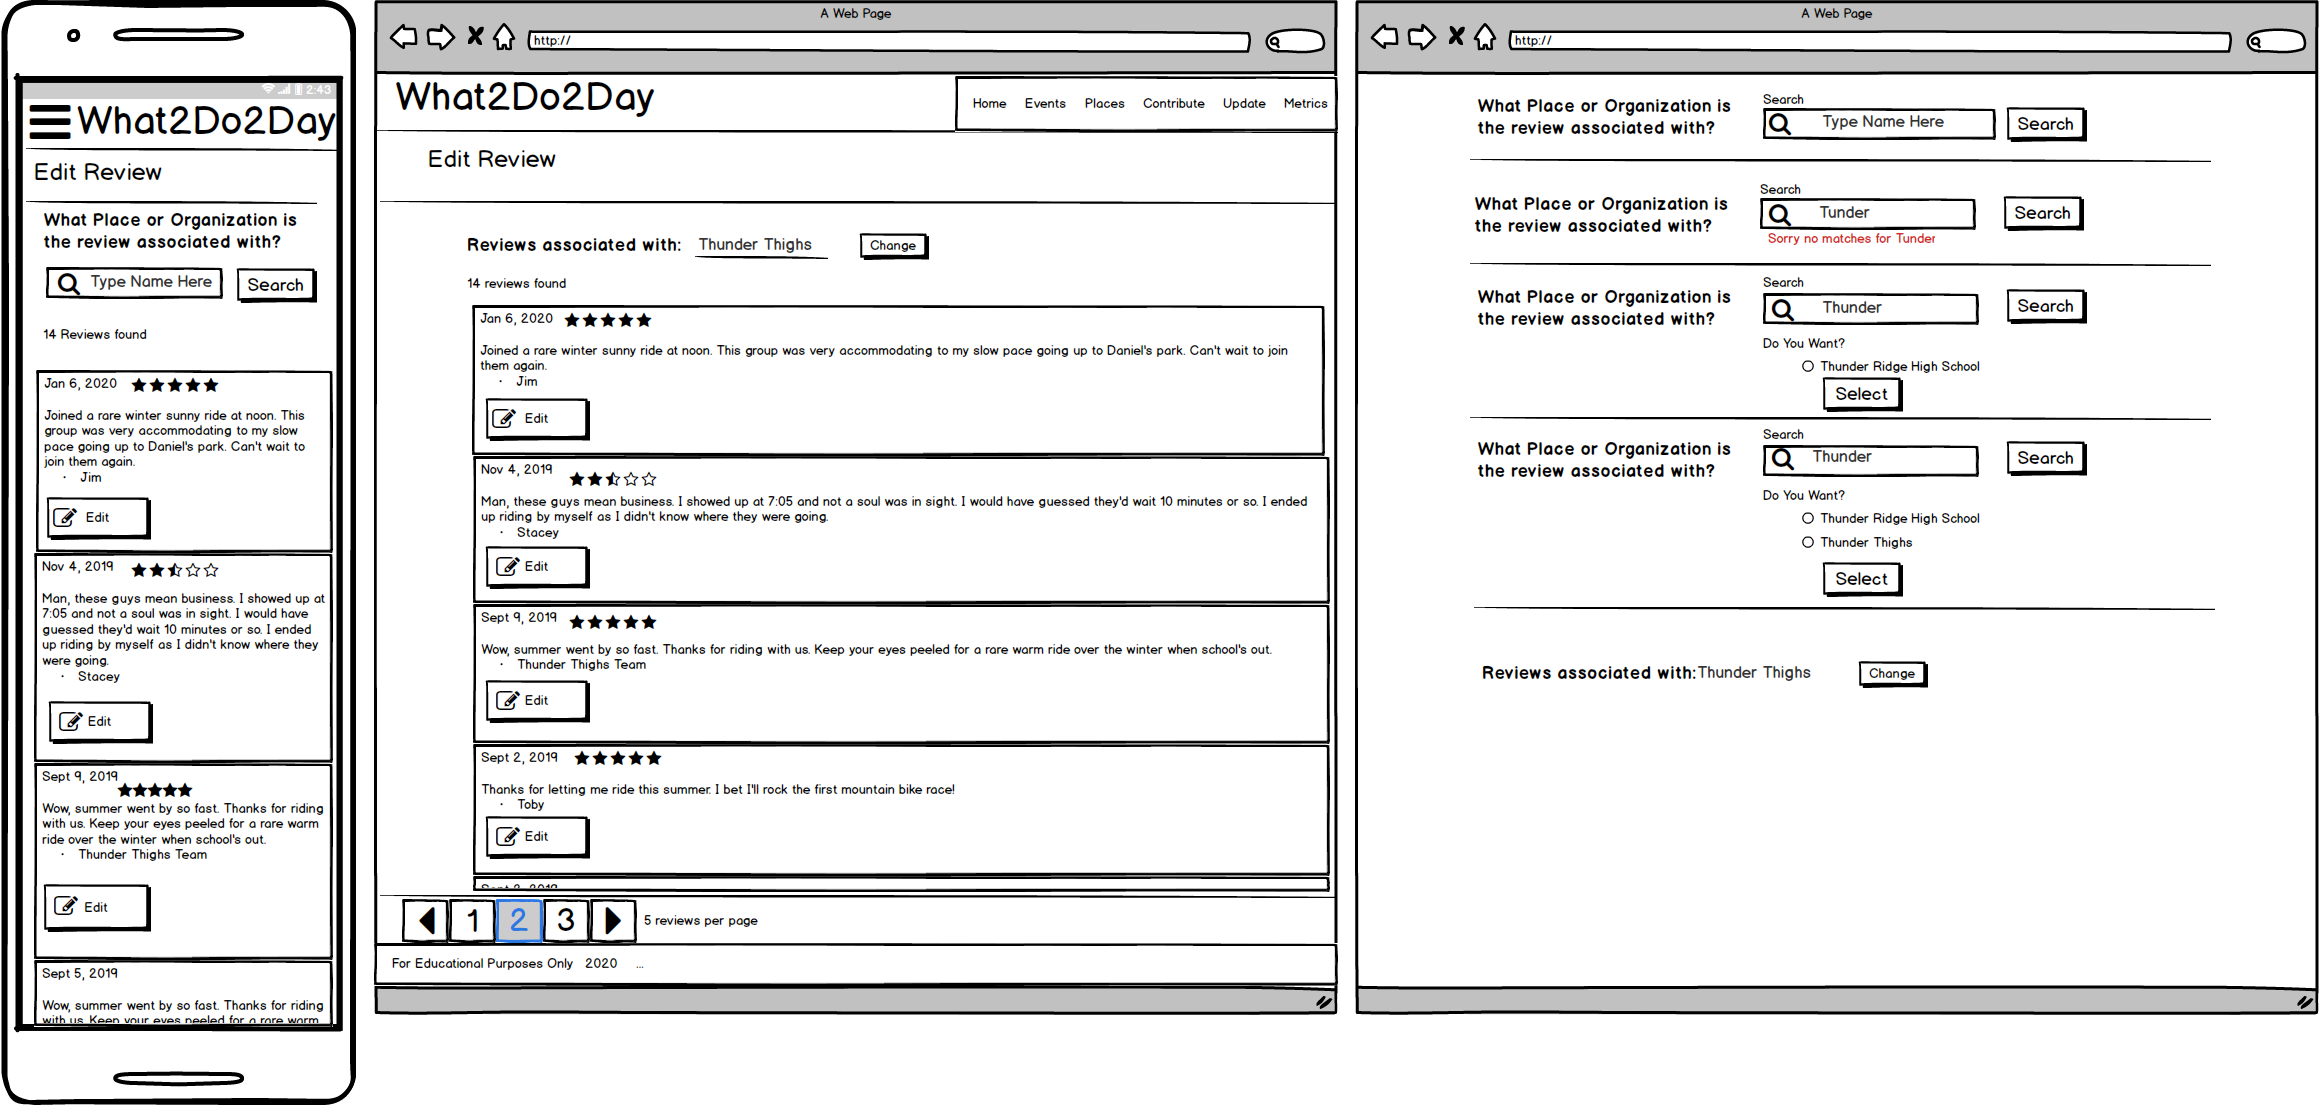 2:43
What2Do2Day
Edit Review
What Place or Organization is
the review associated with?
Type Name Here
Search
14 Reviews found
Jan 6, 2020
Joined a rare winter sunny ride at noon. This
group was very accommodating to my slow
pace going up to Daniel's park. Can't wait to
join them again.
· Jim
Edit
Nov 4, 2019
Man, these guys mean business. I showed up at
7:05 and not a soul was in sight. I would have
guessed they'd wait 10 minutes or so. I ended
up riding by myself as I didn't know where they
were going.
· Stacey
Edit
Sept 9, 2019
Wow, summer went by so fast. Thanks for riding
with us. Keep your eyes peeled for a rare warm
ride over the winter when school's out.
· Thunder Thighs Team
Edit
Sept 5, 2019
Wow, summer went by so fast. Thanks for riding
with us. Keep your eyes peeled for a rare warm
A Web Page
http://
What2Do2Day
Home Events Places Contribute Update Metrics
Edit Review
Reviews associated with: Thunder Thighs Change
14 reviews found
Jan 6, 2020
Joined a rare winter sunny ride at noon. This group was very accommodating to my slow pace going up to Daniel's park. Can't wait to join
them again.
· Jim
Edit
Nov 4, 2019
Man, these guys mean business. I showed up at 7:05 and not a soul was in sight. I would have guessed they'd wait 10 minutes or so. I ended
up riding by myself as I didn't know where they were going.
· Stacey
Edit
Sept 9, 2019
Wow, summer went by so fast. Thanks for riding with us. Keep your eyes peeled for a rare warm ride over the winter when school's out.
· Thunder Thighs Team
Edit
Sept 2, 2019
Thanks for letting me ride this summer. I bet I'll rock the first mountain bike race!
· Toby
Edit
Sept 2, 2019
1 2 3 5 reviews per page
For Educational Purposes Only 2020 ...
A Web Page
http://
What Place or Organization is
the review associated with?
Search
Type Name Here
Search
What Place or Organization is
the review associated with?
Search
Tunder
Search
Sorry no matches for Tunder
What Place or Organization is
the review associated with?
Search
Thunder
Search
Do You Want?
Thunder Ridge High School
Select
What Place or Organization is
the review associated with?
Search
Thunder
Search
Do You Want?
Thunder Ridge High School
Thunder Thighs
Select
Reviews associated with:Thunder Thighs Change